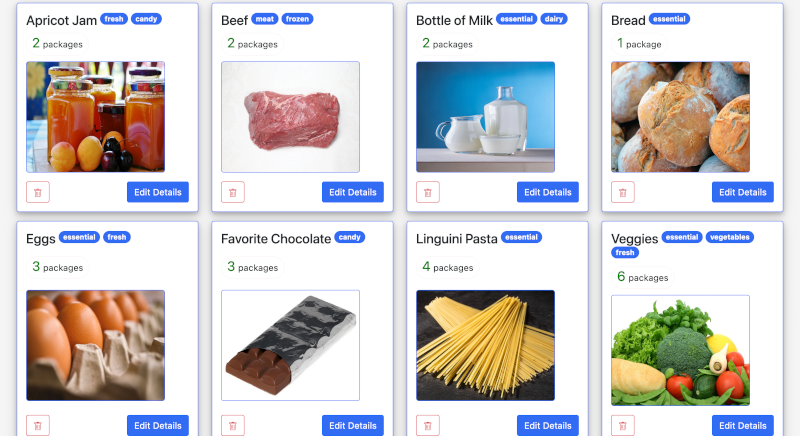 Apricot Jam fresh candy
2 packages
Edit Details
Beef meat frozen
2 packages
Edit Details
Bottle of Milk essential dairy
2 packages
Edit Details
Bread essential
1 package
Edit Details
Eggs essential fresh
3 packages
Edit Details
Favorite Chocolate candy
3 packages
Edit Details
Linguini Pasta essential
4 packages
Edit Details
Veggies essential vegetables
fresh
6 packages
Edit Details